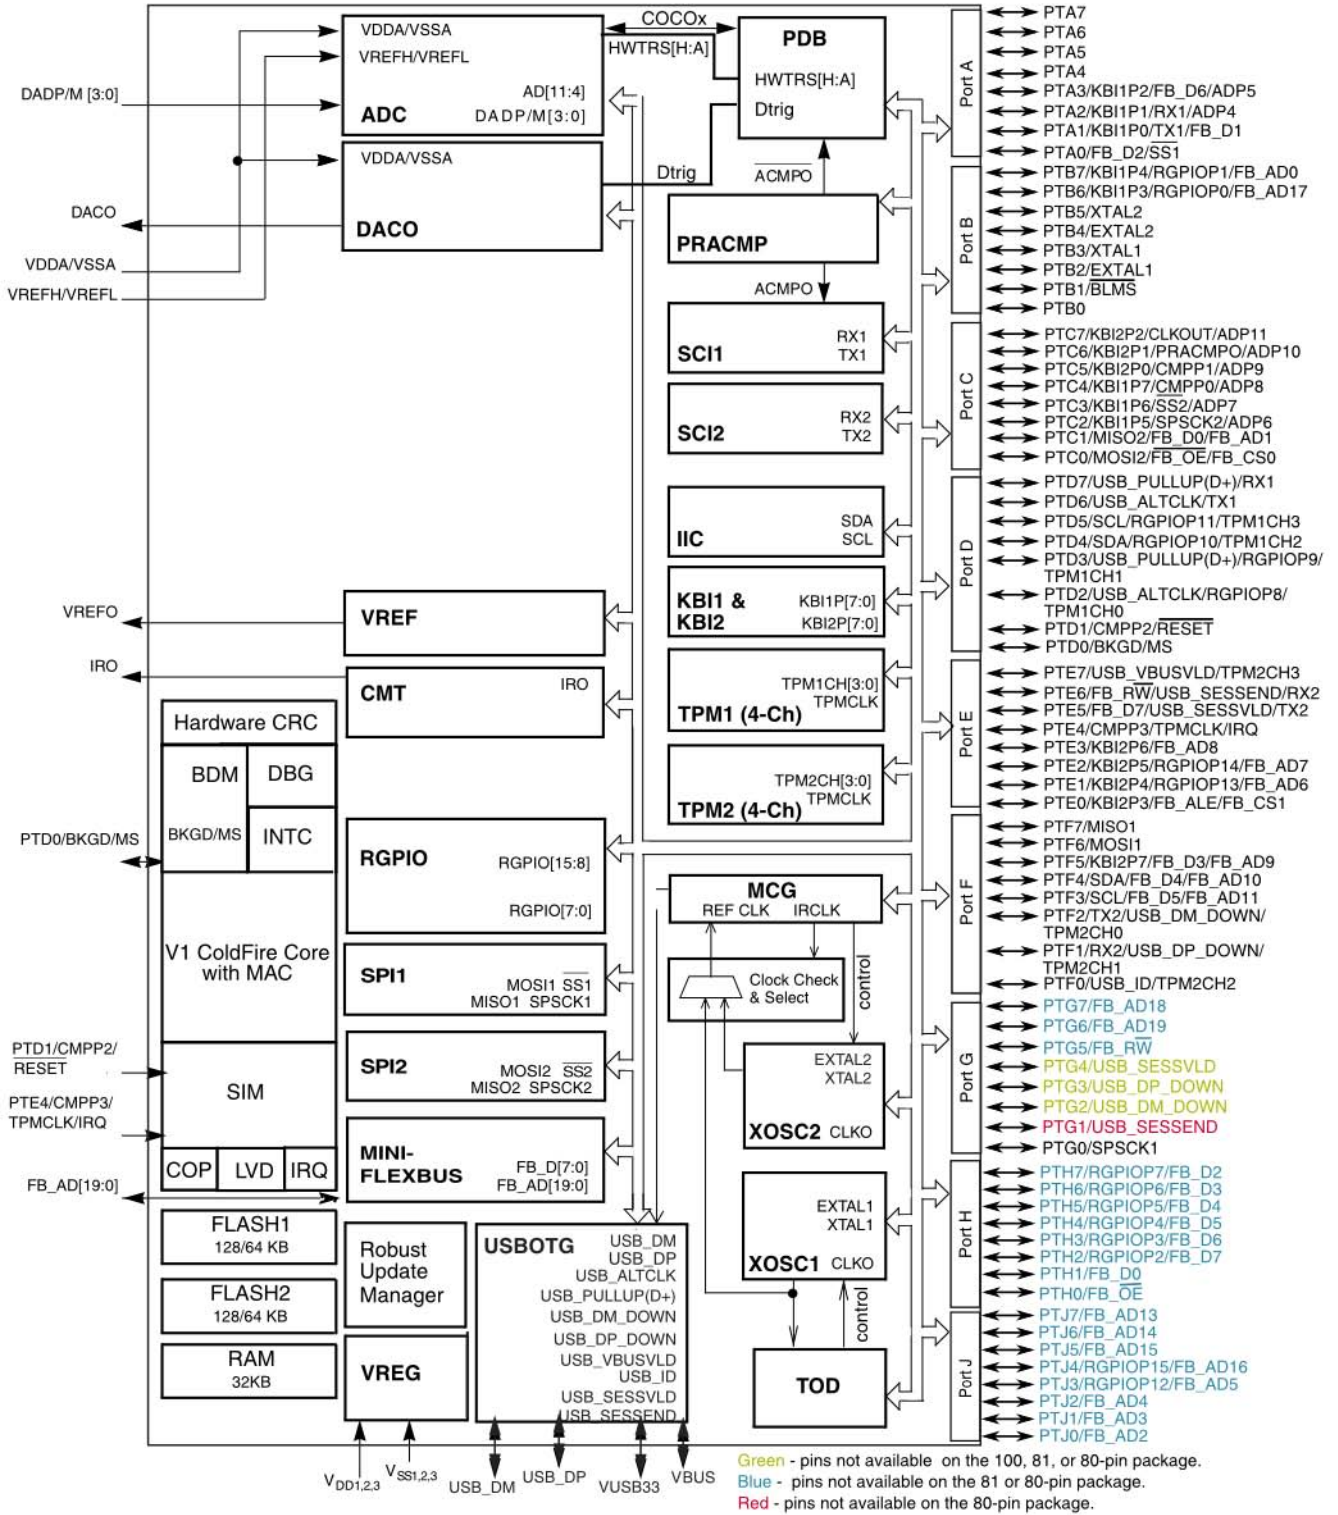 DADP/M [3:0]
DACO
VDDA/VSSA
VREFH/VREFL
VREFO
IRO
PTD0/BKGD/MS
PTD1/CMPP2/
RESET
PTE4/CMPP3/
TPMCLK/IRQ
FB_AD[19:0]
VDDA/VSSA
VREFH/VREFL
AD[11:4]
ADC
DADP/M[3:0]
VDDA/VSSA
DACO
COCOx
HWTRS[H:A]
Dtrig
PDB
HWTRS[H:A]
Dtrig
ACMPO
PRACMP
ACMPO
RX1
SCI1
TX1
RX2
SCI2
TX2
SDA
IIC
SCL
KBI1 &
KBI2
KBI1P[7:0]
KBI2P[7:0]
TPM1CH[3:0]
TPMCLK
TPM1 (4-Ch)
TPM2CH[3:0]
TPMCLK
TPM2 (4-Ch)
VREF
CMT
IRO
Hardware CRC
BDM
DBG
BKGD/MS
INTC
V1 ColdFire Core
with MAC
SIM
COP
LVD
IRQ
FLASH1
128/64 KB
FLASH2
128/64 KB
RAM
32KB
RGPIO
RGPIO[15:8]
RGPIO[7:0]
SPI1
MOSI1 SS1
MISO1 SPSCK1
SPI2
MOSI2 SS2
MISO2 SPSCK2
MINI-
FLEXBUS
FB_D[7:0]
FB_AD[19:0]
Robust
Update
Manager
VREG
VDD1,2,3
VSS1,2,3
USBOTG
USB_DM
USB_DP
USB_ALTCLK
USB_PULLUP(D+)
USB_DM_DOWN
USB_DP_DOWN
USB_VBUSVLD
USB_ID
USB_SESSVLD
USB_SESSEND
USB_DM
USB_DP
VUSB33
VBUS
MCG
REF CLK IRCLK
Clock Check
& Select
control
EXTAL2
XTAL2
XOSC2 CLKO
EXTAL1
XTAL1
XOSC1 CLKO
control
TOD
Port A
PTA7
PTA6
PTA5
PTA4
PTA3/KBI1P2/FB_D6/ADP5
PTA2/KBI1P1/RX1/ADP4
PTA1/KBI1P0/TX1/FB_D1
PTA0/FB_D2/SS1
Port B
PTB7/KBI1P4/RGPIOP1/FB_AD0
PTB6/KBI1P3/RGPIOP0/FB_AD17
PTB5/XTAL2
PTB4/EXTAL2
PTB3/XTAL1
PTB2/EXTAL1
PTB1/BLMS
PTB0
Port C
PTC7/KBI2P2/CLKOUT/ADP11
PTC6/KBI2P1/PRACMPO/ADP10
PTC5/KBI2P0/CMPP1/ADP9
PTC4/KBI1P7/CMPP0/ADP8
PTC3/KBI1P6/SS2/ADP7
PTC2/KBI1P5/SPSCK2/ADP6
PTC1/MISO2/FB_D0/FB_AD1
PTC0/MOSI2/FB_OE/FB_CS0
Port D
PTD7/USB_PULLUP(D+)/RX1
PTD6/USB_ALTCLK/TX1
PTD5/SCL/RGPIOP11/TPM1CH3
PTD4/SDA/RGPIOP10/TPM1CH2
PTD3/USB_PULLUP(D+)/RGPIOP9/
TPM1CH1
PTD2/USB_ALTCLK/RGPIOP8/
TPM1CH0
PTD1/CMPP2/RESET
PTD0/BKGD/MS
Port E
PTE7/USB_VBUSVLD/TPM2CH3
PTE6/FB_RW/USB_SESSEND/RX2
PTE5/FB_D7/USB_SESSVLD/TX2
PTE4/CMPP3/TPMCLK/IRQ
PTE3/KBI2P6/FB_AD8
PTE2/KBI2P5/RGPIOP14/FB_AD7
PTE1/KBI2P4/RGPIOP13/FB_AD6
PTE0/KBI2P3/FB_ALE/FB_CS1
Port F
PTF7/MISO1
PTF6/MOSI1
PTF5/KBI2P7/FB_D3/FB_AD9
PTF4/SDA/FB_D4/FB_AD10
PTF3/SCL/FB_D5/FB_AD11
PTF2/TX2/USB_DM_DOWN/
TPM2CH0
PTF1/RX2/USB_DP_DOWN/
TPM2CH1
PTF0/USB_ID/TPM2CH2
Port G
PTG7/FB_AD18
PTG6/FB_AD19
PTG5/FB_RW
PTG4/USB_SESSVLD
PTG3/USB_DP_DOWN
PTG2/USB_DM_DOWN
PTG1/USB_SESSEND
PTG0/SPSCK1
Port H
PTH7/RGPIOP7/FB_D2
PTH6/RGPIOP6/FB_D3
PTH5/RGPIOP5/FB_D4
PTH4/RGPIOP4/FB_D5
PTH3/RGPIOP3/FB_D6
PTH2/RGPIOP2/FB_D7
PTH1/FB_D0
PTH0/FB_OE
Port J
PTJ7/FB_AD13
PTJ6/FB_AD14
PTJ5/FB_AD15
PTJ4/RGPIOP15/FB_AD16
PTJ3/RGPIOP12/FB_AD5
PTJ2/FB_AD4
PTJ1/FB_AD3
PTJ0/FB_AD2
Green - pins not available on the 100, 81, or 80-pin package.
Blue - pins not available on the 81 or 80-pin package.
Red - pins not available on the 80-pin package.